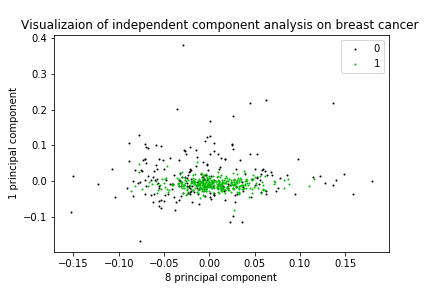 Visualizaion of independent component analysis on breast cancer
0.4
0.3
0.2
0.1
0.0
−0.1
1 principal component
0
1
−0.15 −0.10 −0.05 0.00 0.05 0.10 0.15
8 principal component